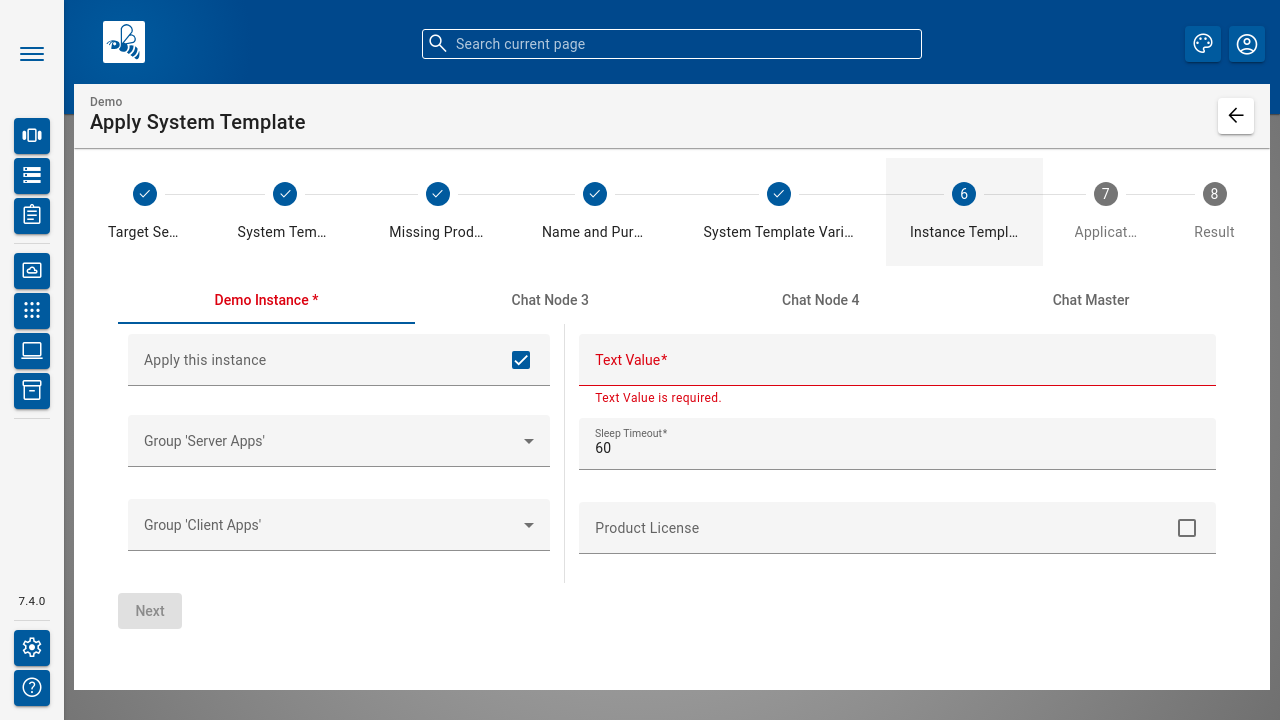 Search current page
Demo
Apply System Template
6
7
8
Target Se…
System Tem…
Missing Prod…
Name and Pur…
System Template Vari…
Instance Templ…
Applicat…
Result
Demo Instance *
Chat Node 3
Chat Node 4
Chat Master
Apply this instance
Group 'Server Apps'
Group 'Client Apps'
Text Value*
Text Value is required.
Sleep Timeout*
60
Product License
Next
7.4.0